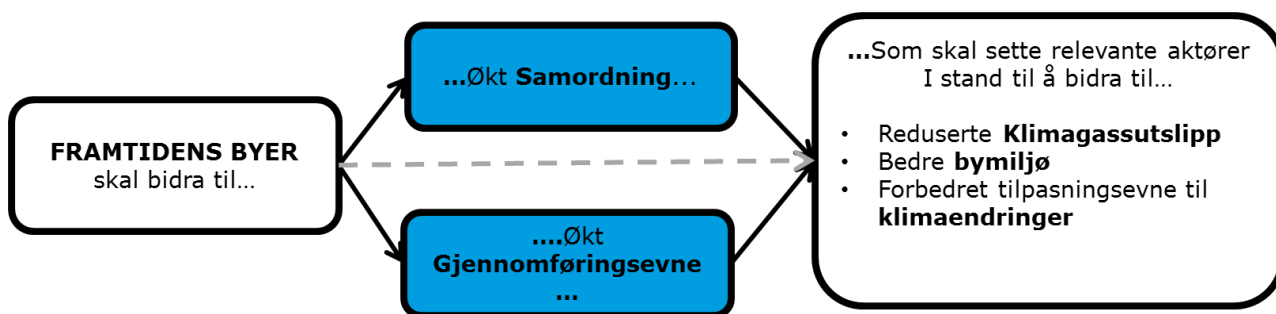 FRAMTIDENS BYER
skal bidra til…
…Økt Samordning…
….Økt
Gjennomføringsevne
…
…Som skal sette relevante aktører
I stand til å bidra til…
• Reduserte Klimagassutslipp
• Bedre bymiljø
• Forbedret tilpasningsevne til
klimaendringer